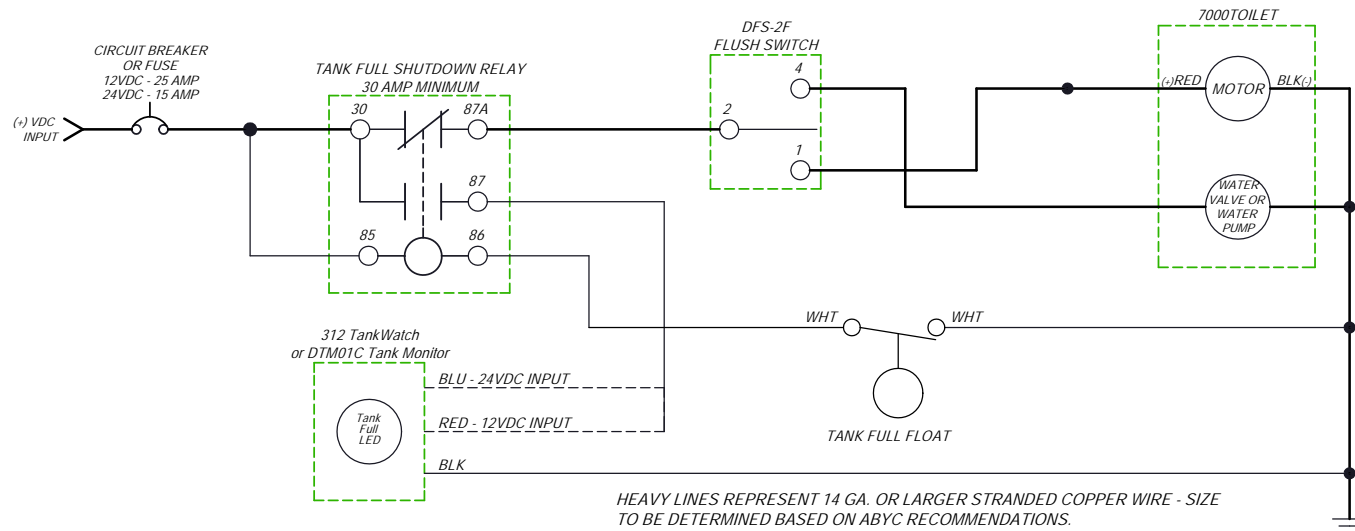 7000TOILET
DFS-2F
FLUSH SWITCH
CIRCUIT BREAKER
OR FUSE
12VDC - 25 AMP
24VDC - 15 AMP
TANK FULL SHUTDOWN RELAY
30 AMP MINIMUM
4
(+)RED
MOTOR
BLK(-)
(+) VDC
INPUT
30
87A
2
1
87
WATER
VALVE OR
WATER
PUMP
85
86
WHT
WHT
312 TankWatch
or DTM01C Tank Monitor
BLU - 24VDC INPUT
Tank
Full
LED
RED - 12VDC INPUT
TANK FULL FLOAT
BLK
HEAVY LINES REPRESENT 14 GA. OR LARGER STRANDED COPPER WIRE - SIZE
TO BE DETERMINED BASED ON ABYC RECOMMENDATIONS.